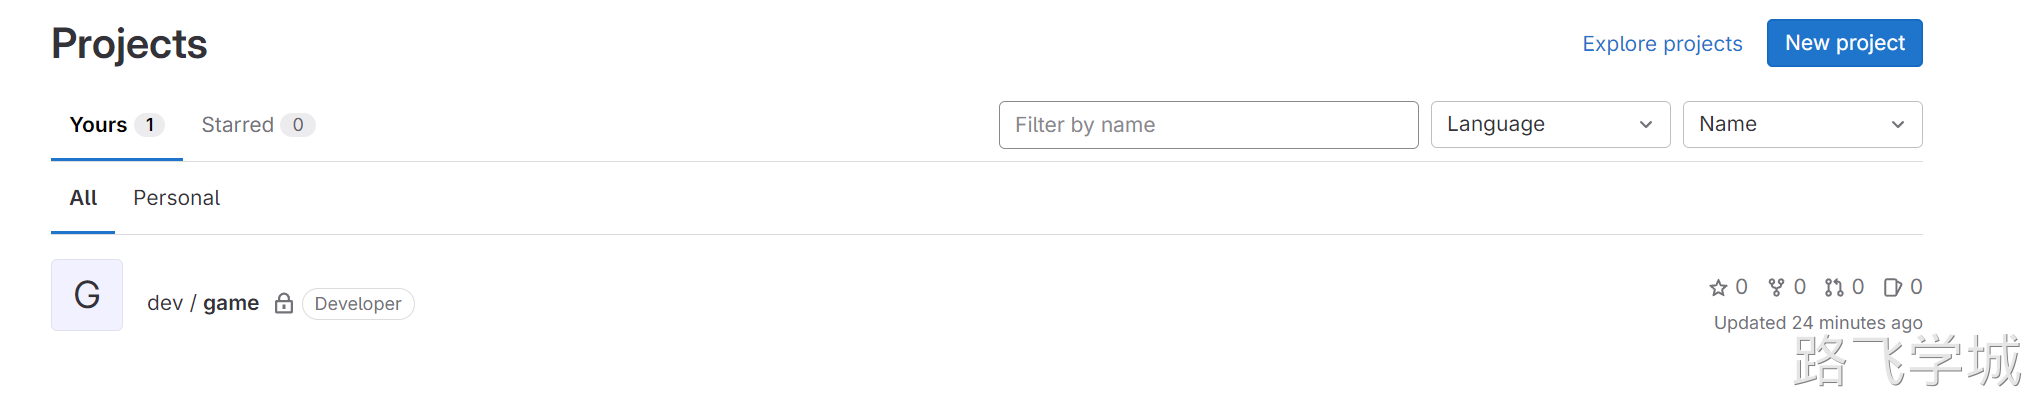 Projects
Explore projects
New project
Yours 1
Starred 0
Filter by name
Language
Name
All
Personal
G
dev / game
Developer
0 0 0 0
Updated 24 minutes ago
路飞学城